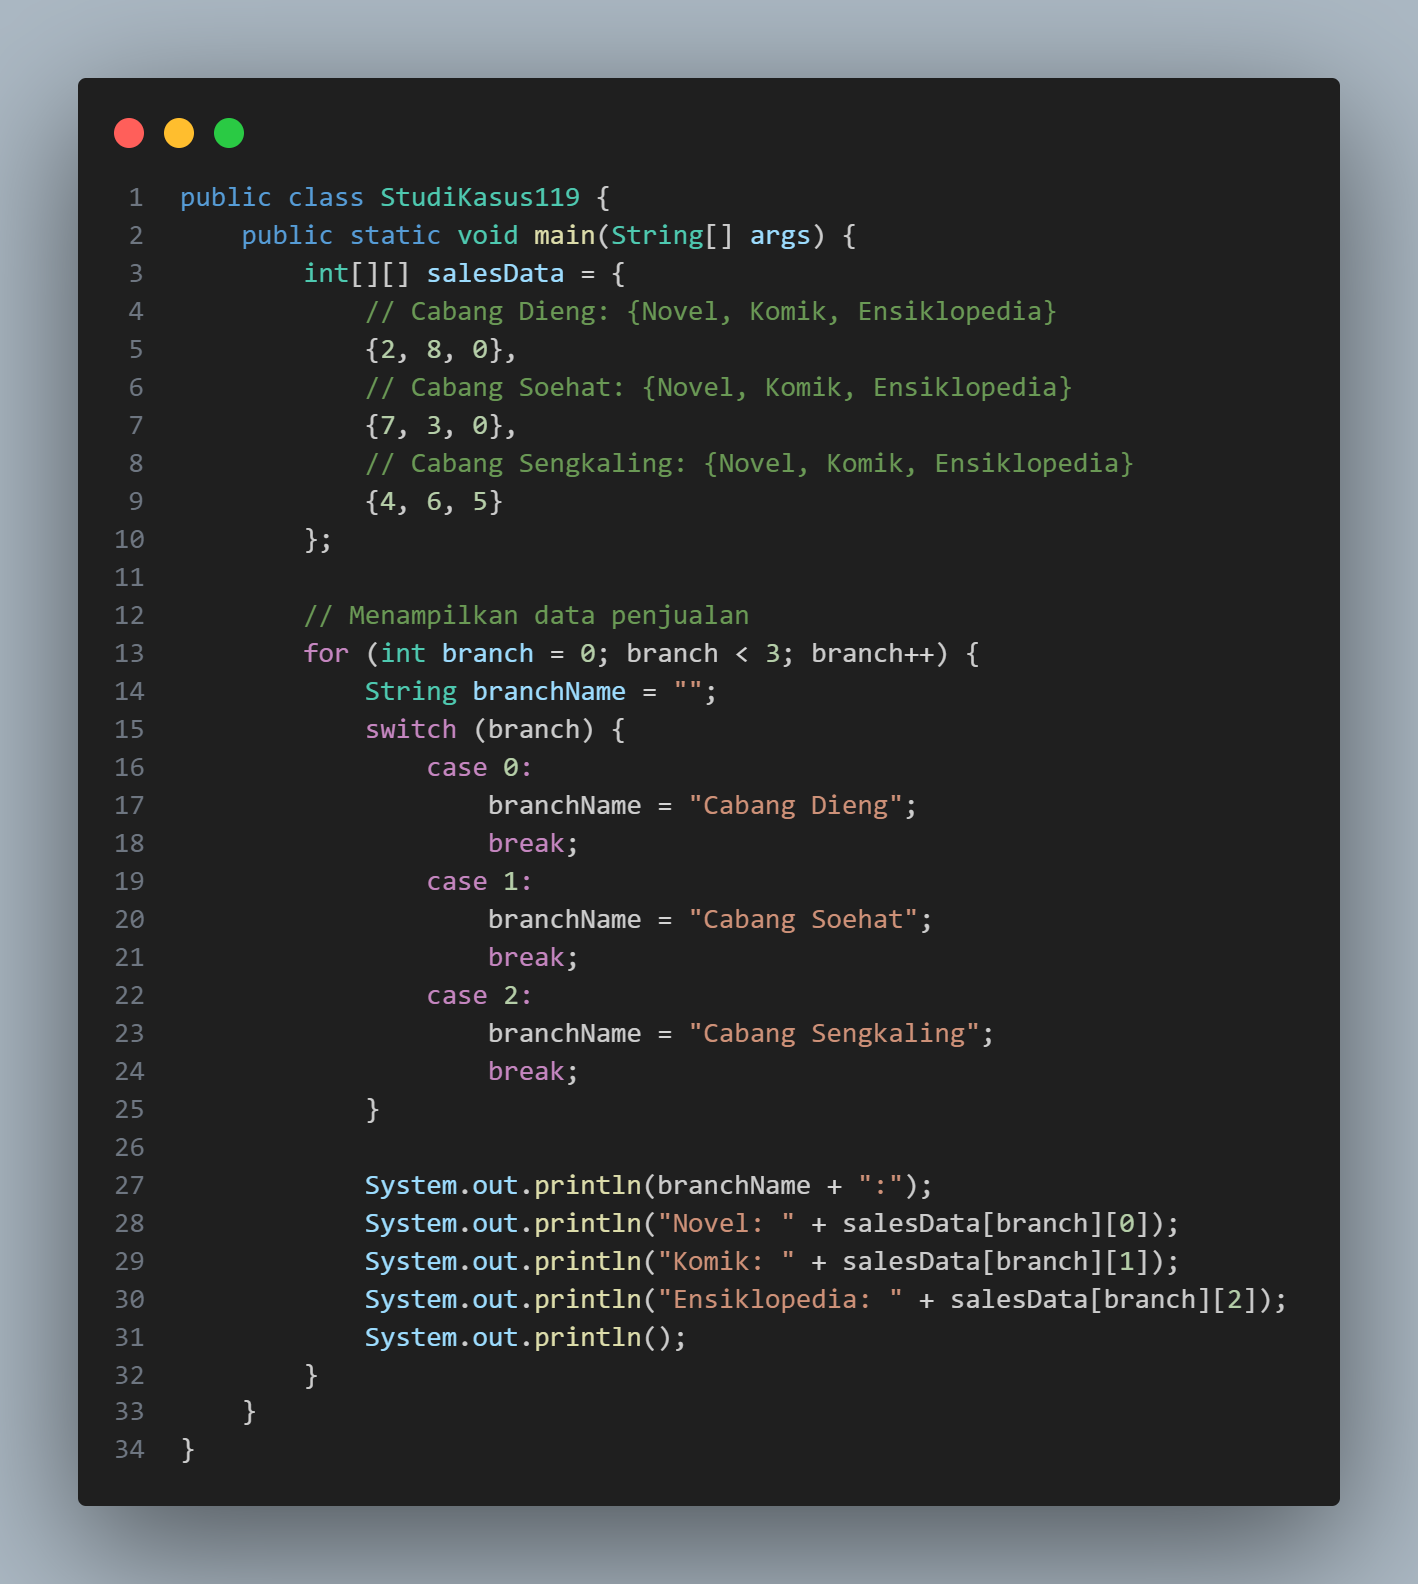 1 public class StudiKasus119 {
2     public static void main(String[] args) {
3         int[][] salesData = {
4             // Cabang Dieng: {Novel, Komik, Ensiklopedia}
5             {2, 8, 0},
6             // Cabang Soehat: {Novel, Komik, Ensiklopedia}
7             {7, 3, 0},
8             // Cabang Sengkaling: {Novel, Komik, Ensiklopedia}
9             {4, 6, 5}
10         };
11
12         // Menampilkan data penjualan
13         for (int branch = 0; branch < 3; branch++) {
14             String branchName = "";
15             switch (branch) {
16                 case 0:
17                     branchName = "Cabang Dieng";
18                     break;
19                 case 1:
20                     branchName = "Cabang Soehat";
21                     break;
22                 case 2:
23                     branchName = "Cabang Sengkaling";
24                     break;
25             }
26
27             System.out.println(branchName + ":");
28             System.out.println("Novel: " + salesData[branch][0]);
29             System.out.println("Komik: " + salesData[branch][1]);
30             System.out.println("Ensiklopedia: " + salesData[branch][2]);
31             System.out.println();
32         }
33     }
34 }